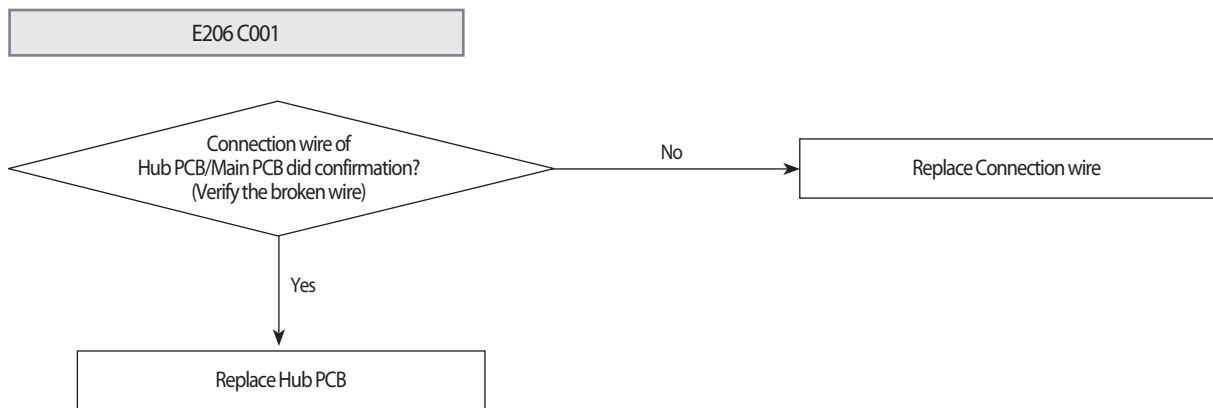 E206 C001
Connection wire of
Hub PCB/Main PCB did confirmation?
(Verify the broken wire)
No
Replace Connection wire
Yes
Replace Hub PCB